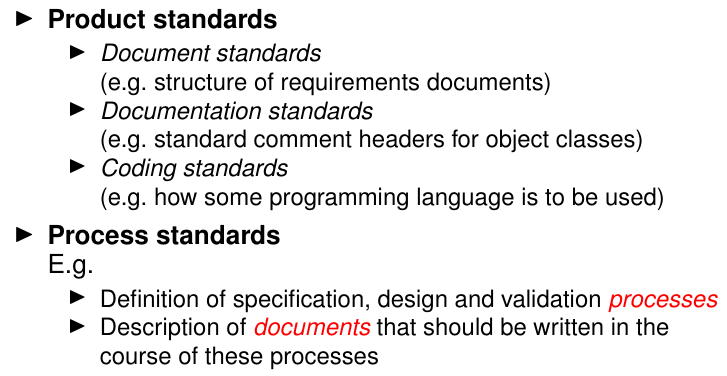 Product standards
Document standards
(e.g. structure of requirements documents)
Documentation standards
(e.g. standard comment headers for object classes)
Coding standards
(e.g. how some programming language is to be used)
Process standards
E.g.
Definition of specification, design and validation processes
Description of documents that should be written in the
course of these processes